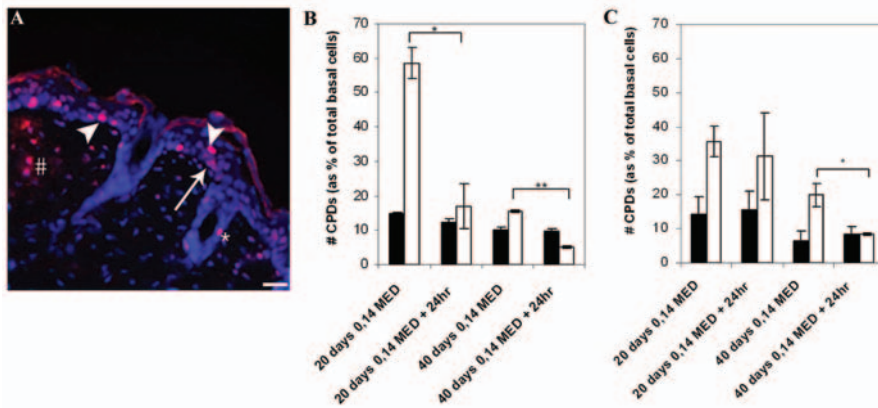 A
#
*
B
# CPDs (as % of total basal cells)
70
60
50
40
30
20
10
0
*
**
20 days 0,14 MED
20 days 0,14 MED + 24hr
40 days 0,14 MED
40 days 0,14 MED + 24hr
C
# CPDs (as % of total basal cells)
70
60
50
40
30
20
10
0
*
20 days 0,14 MED
20 days 0,14 MED + 24hr
40 days 0,14 MED
40 days 0,14 MED + 24hr